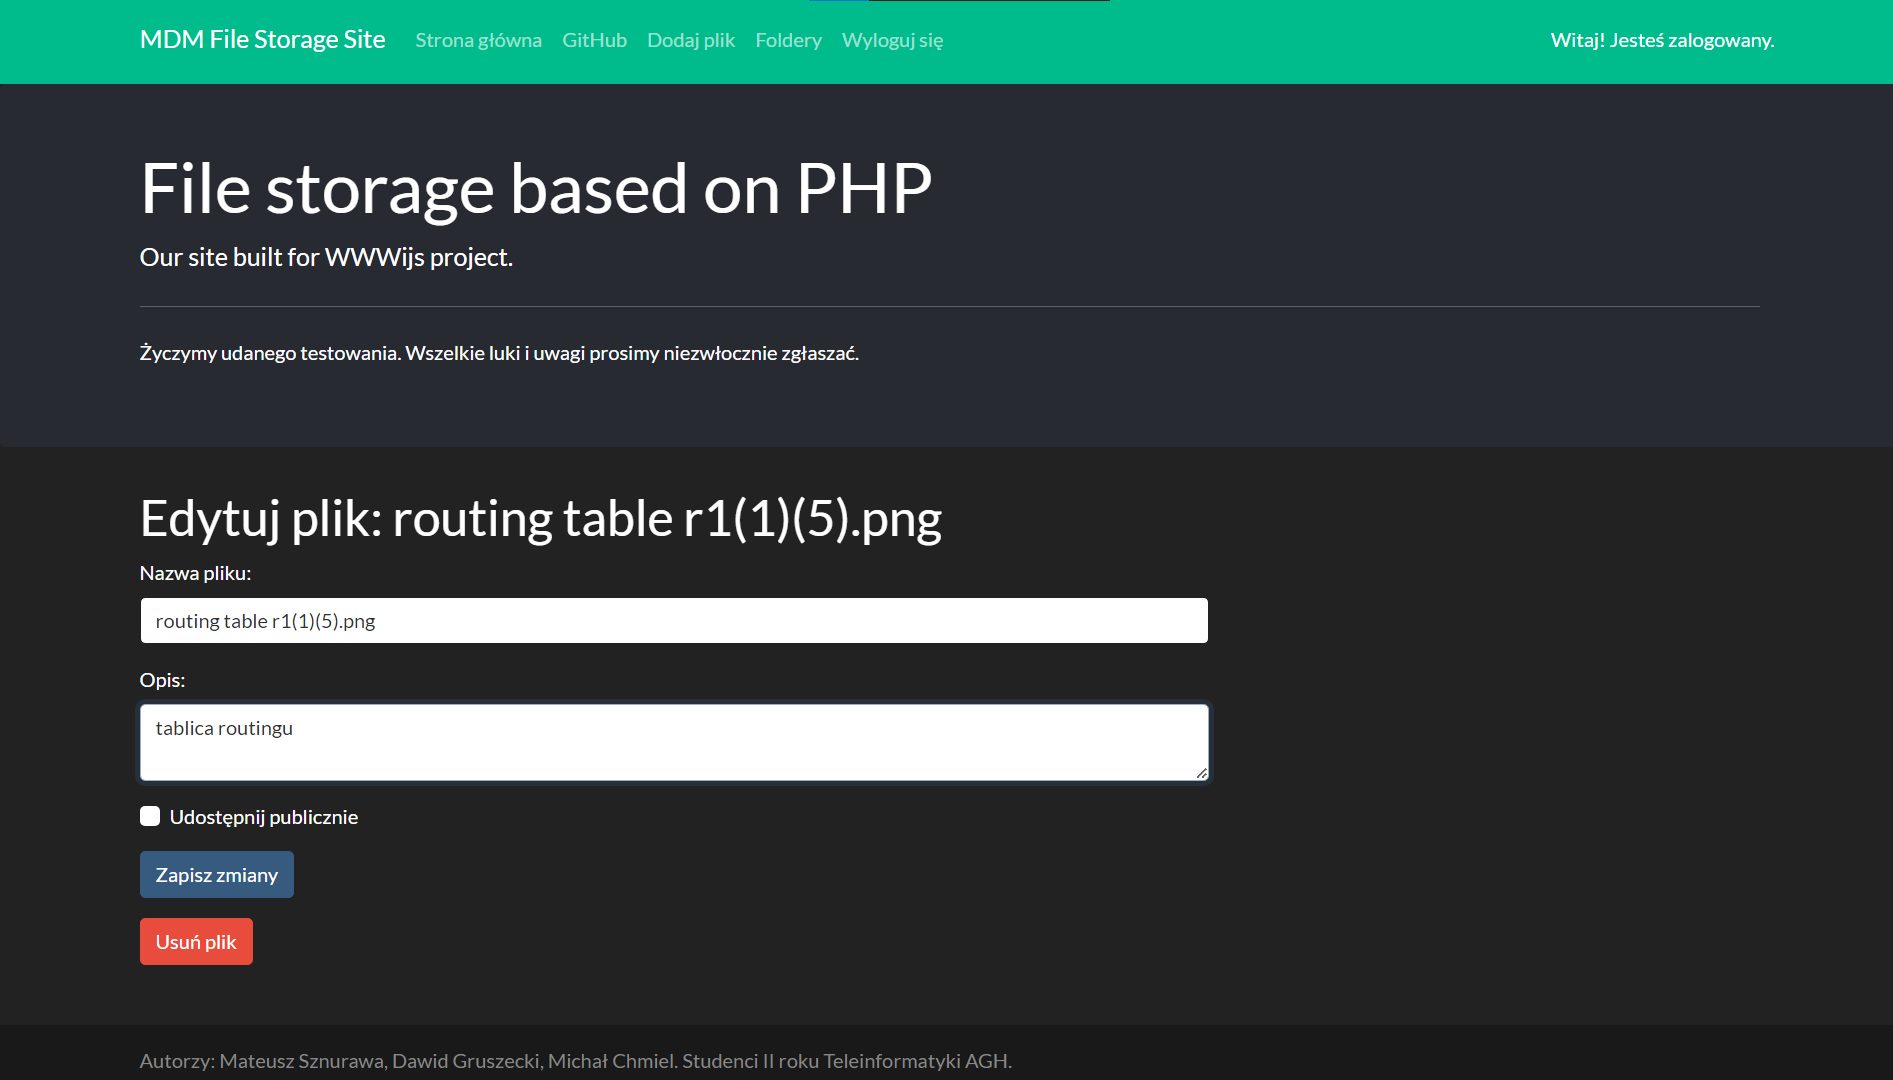 MDM File Storage Site Strona główna GitHub Dodaj plik Foldery Wyloguj się Witaj! Jesteś zalogowany.
File storage based on PHP
Our site built for WWWijs project.
Życzymy udanego testowania. Wszelkie luki i uwagi prosimy niezwłocznie zgłaszać.
Edytuj plik: routing table r1(1)(5).png
Nazwa pliku:
routing table r1(1)(5).png
Opis:
tablica routingu
Udostępnij publicznie
Zapisz zmiany
Usuń plik
Autorzy: Mateusz Sznurawa, Dawid Gruszecki, Michał Chmiel. Studenci II roku Teleinformatyki AGH.